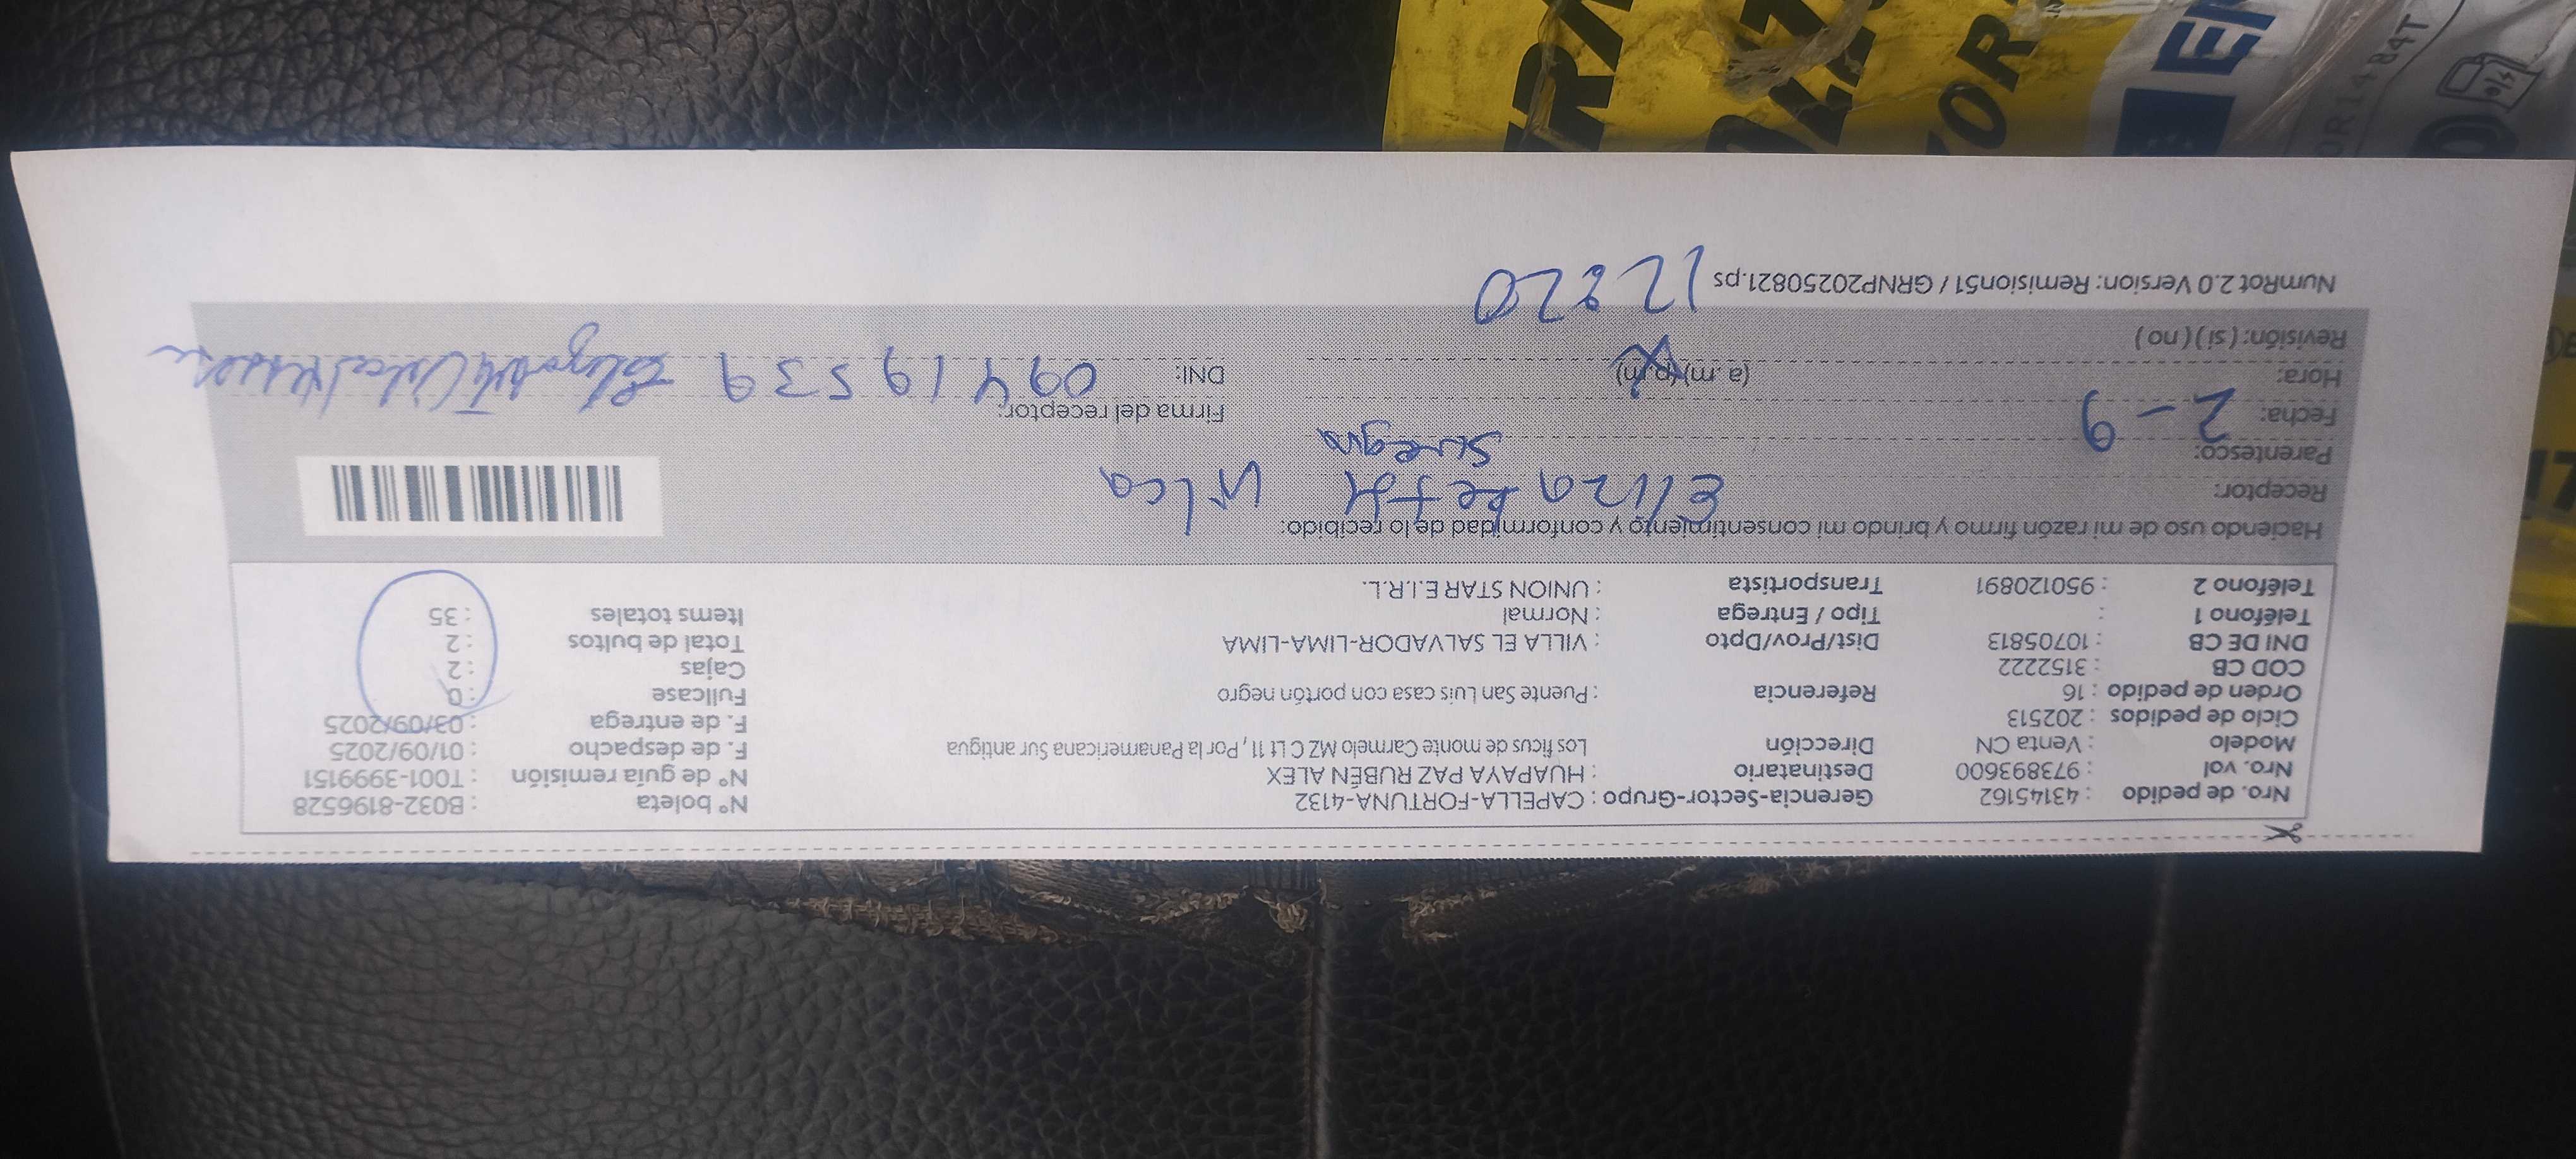 Nro. de pedido : 43145162
Nro. val : 973893600
Modelo : Venta CN
Ciclo de pedidos : 202513
Orden de pedido : 16
COD CB : 3152222
DNI DE CB : 10705813
Teléfono 1 :
Teléfono 2 : 950120891
Gerencia-Sector-Grupo : CAPELLA-FORTUNA-4132
Destinatario : HUAPAYA PAZ RUBÉN ALEX
Dirección Los ficus de monte Carmelo MZ C Lt 11, Por la Panamericana Sur antigua
Referencia : Puente San Luis casa con portón negro
Dist/Prov/Dpto : VILLA EL SALVADOR-LIMA-LIMA
Tipo / Entrega : Normal
Transportista : UNION STAR E.I.R.L.
N° boleta : B032-8196528
N° de guía remisión : T001-3999151
F. de despacho : 01/09/2025
F. de entrega : 03/09/2025
Fullcase : 0
Cajas : 2
Total de bultos : 2
Items totales : 35
Haciendo uso de mi razón firmo y brindo mi consentimiento y conformidad de lo recibido:
Receptor: Elizabeth Vilca
Parentesco: Suegra
Fecha: 2-9
Firma del receptor:
Hora: (a. m) (p. m)
DNI: 09419539
Revisión: ( si ) ( no )
NumRot 2.0 Version: Remision51 / GRNP20250821.ps
12:20